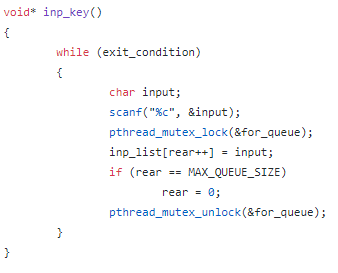 void* inp_key()
{
        while (exit_condition)
        {
                char input;
                scanf("%c", &input);
                pthread_mutex_lock(&for_queue);
                inp_list[rear++] = input;
                if (rear == MAX_QUEUE_SIZE)
                        rear = 0;
                pthread_mutex_unlock(&for_queue);
        }
}